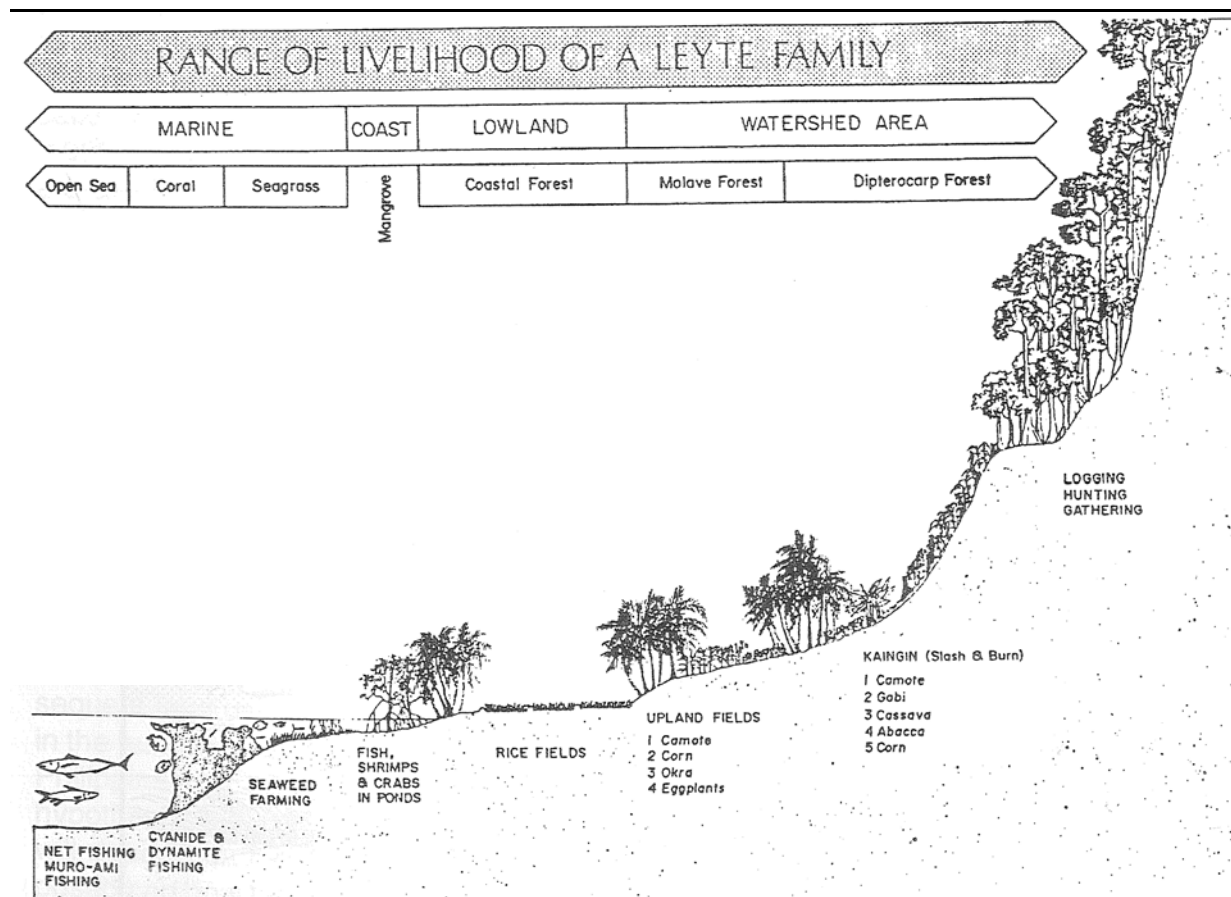 RANGE OF LIVELIHOOD OF A LEYTE FAMILY
MARINE
COAST
LOWLAND
WATERSHED AREA
Open Sea
Coral
Seagrass
Mangrove
Coastal Forest
Molave Forest
Dipterocarp Forest
LOGGING
HUNTING
GATHERING
KAINGIN (Slash & Burn)
1 Camote
2 Gabi
3 Cassava
4 Abacca
5 Corn
UPLAND FIELDS
1 Camote
2 Corn
3 Okra
4 Eggplants
RICE FIELDS
FISH,
SHRIMPS
& CRABS
IN PONDS
SEAWEED
FARMING
CYANIDE &
DYNAMITE
FISHING
NET FISHING
MURO-AMI
FISHING
in the